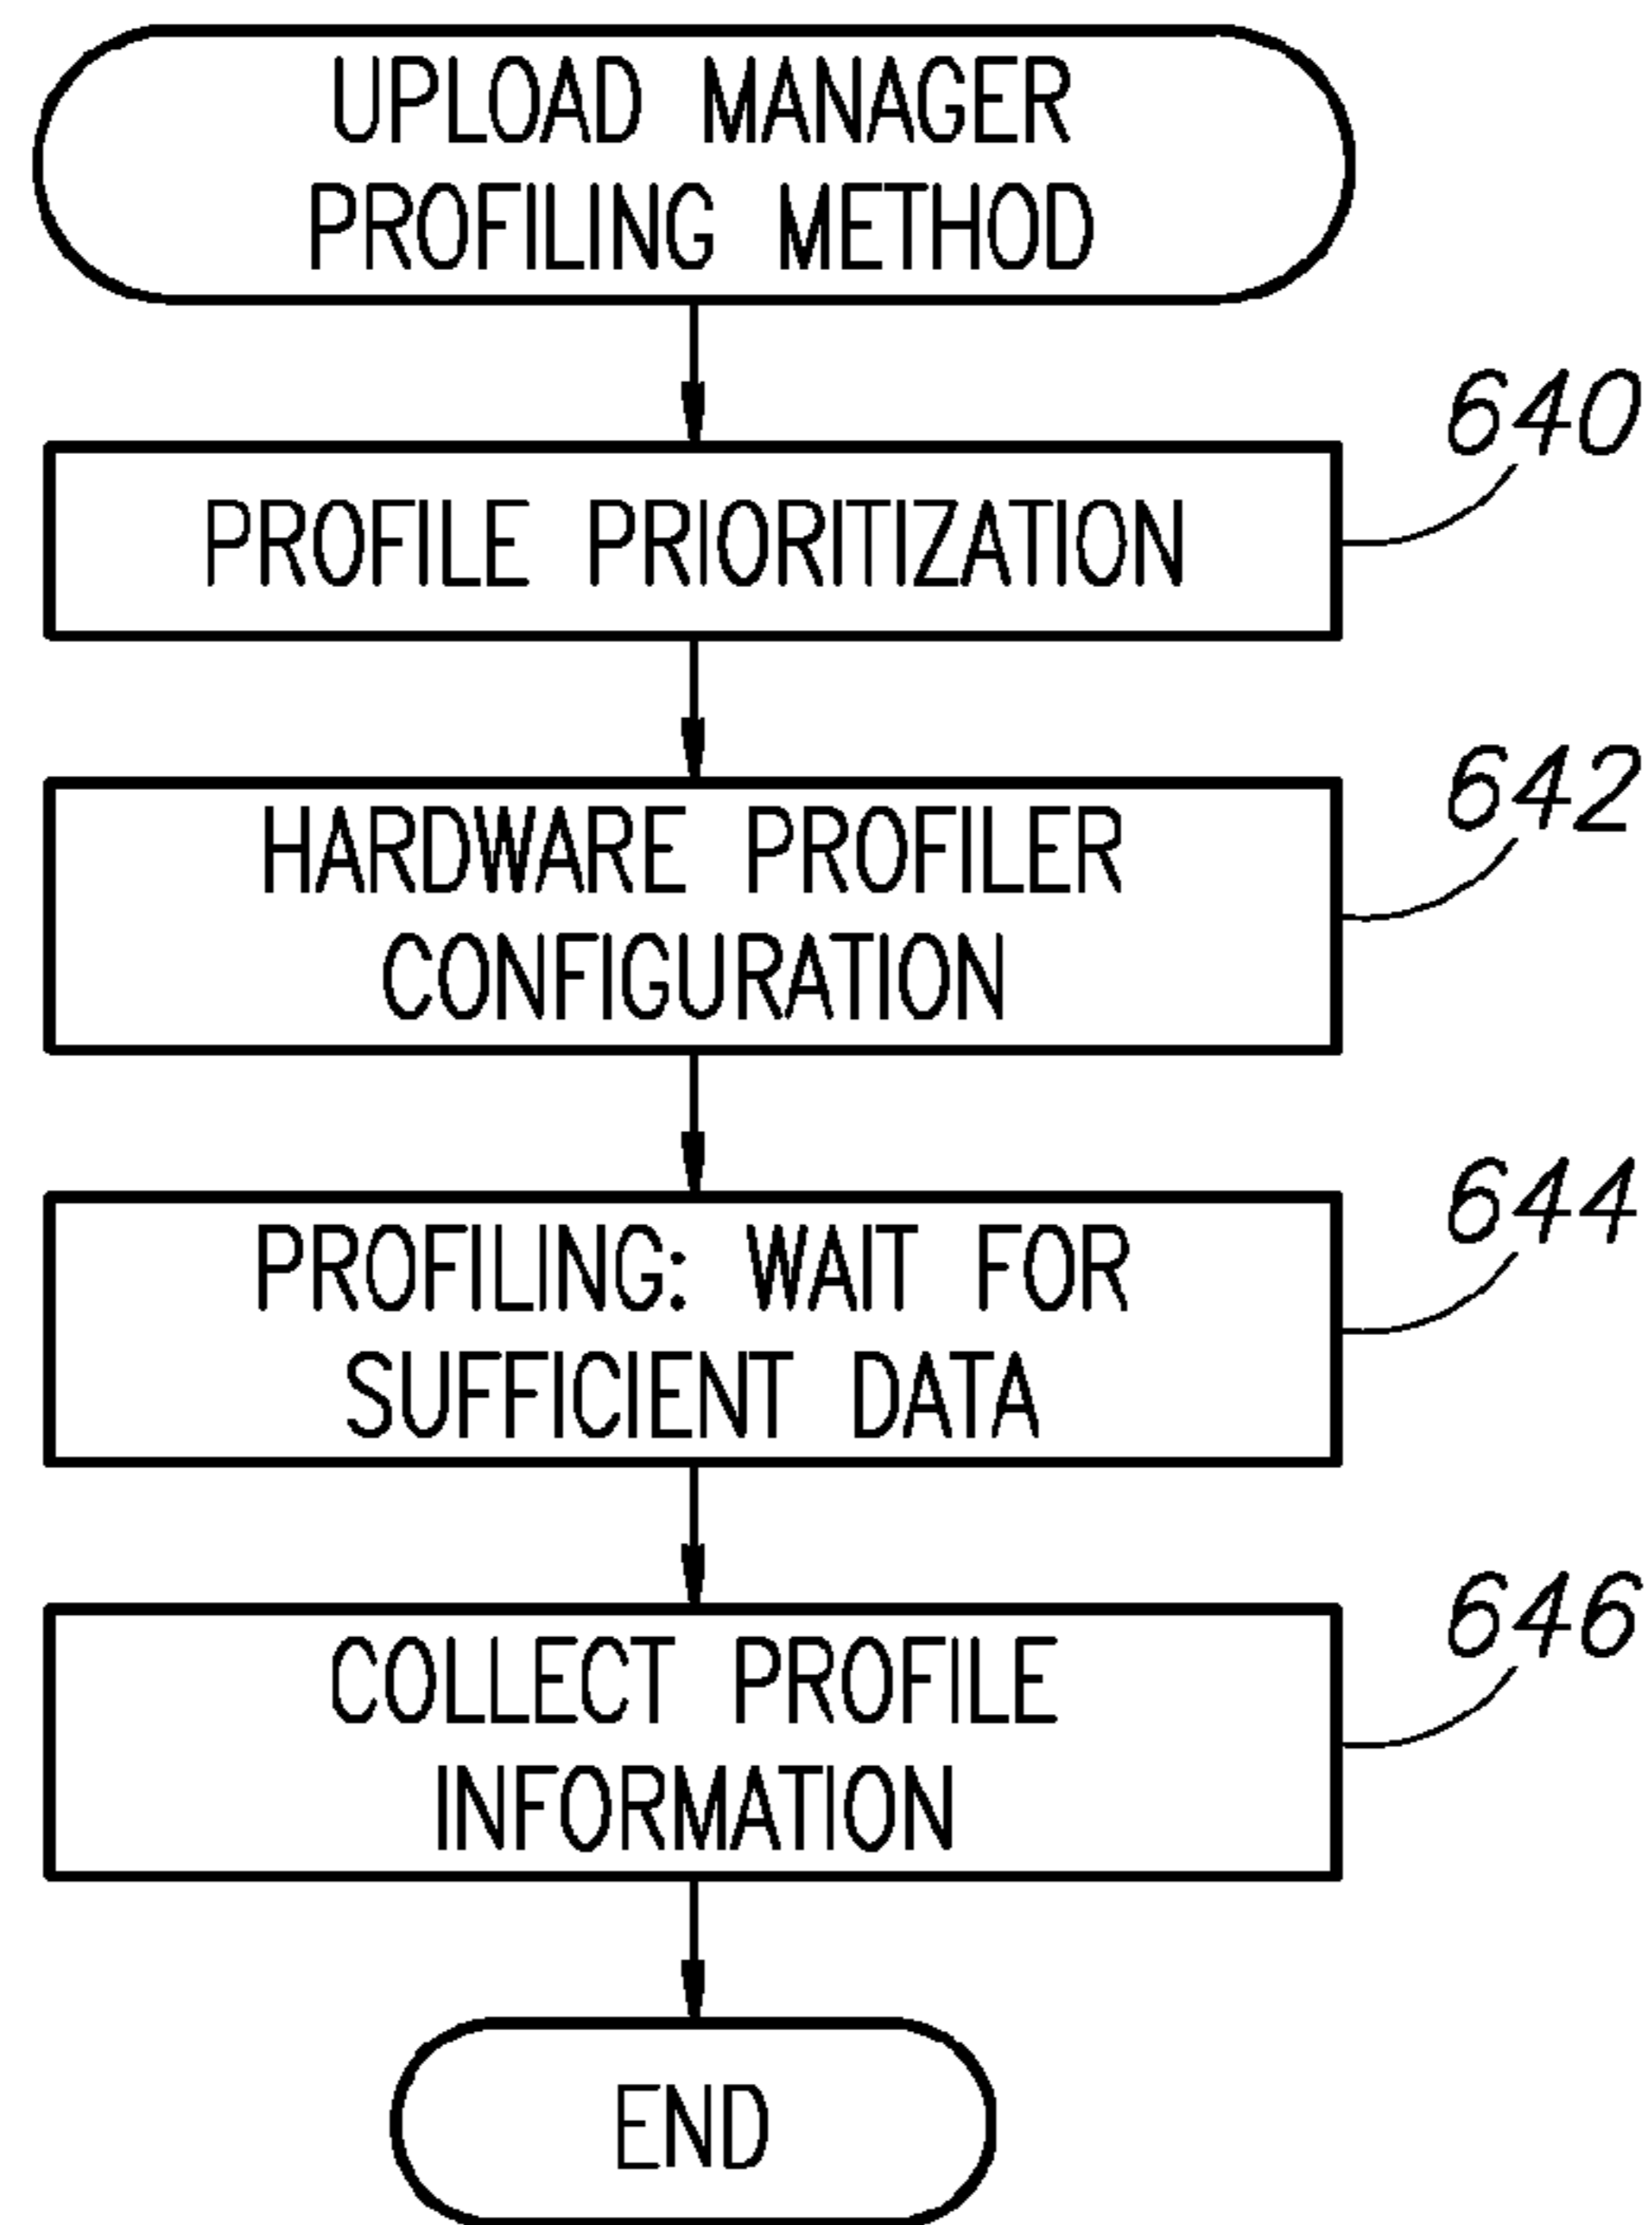 UPLOAD MANAGER
PROFILING METHOD
640
PROFILE PRIORITIZATION
642
HARDWARE PROFILER
CONFIGURATION
644
PROFILING: WAIT FOR
SUFFICIENT DATA
646
COLLECT PROFILE
INFORMATION
END